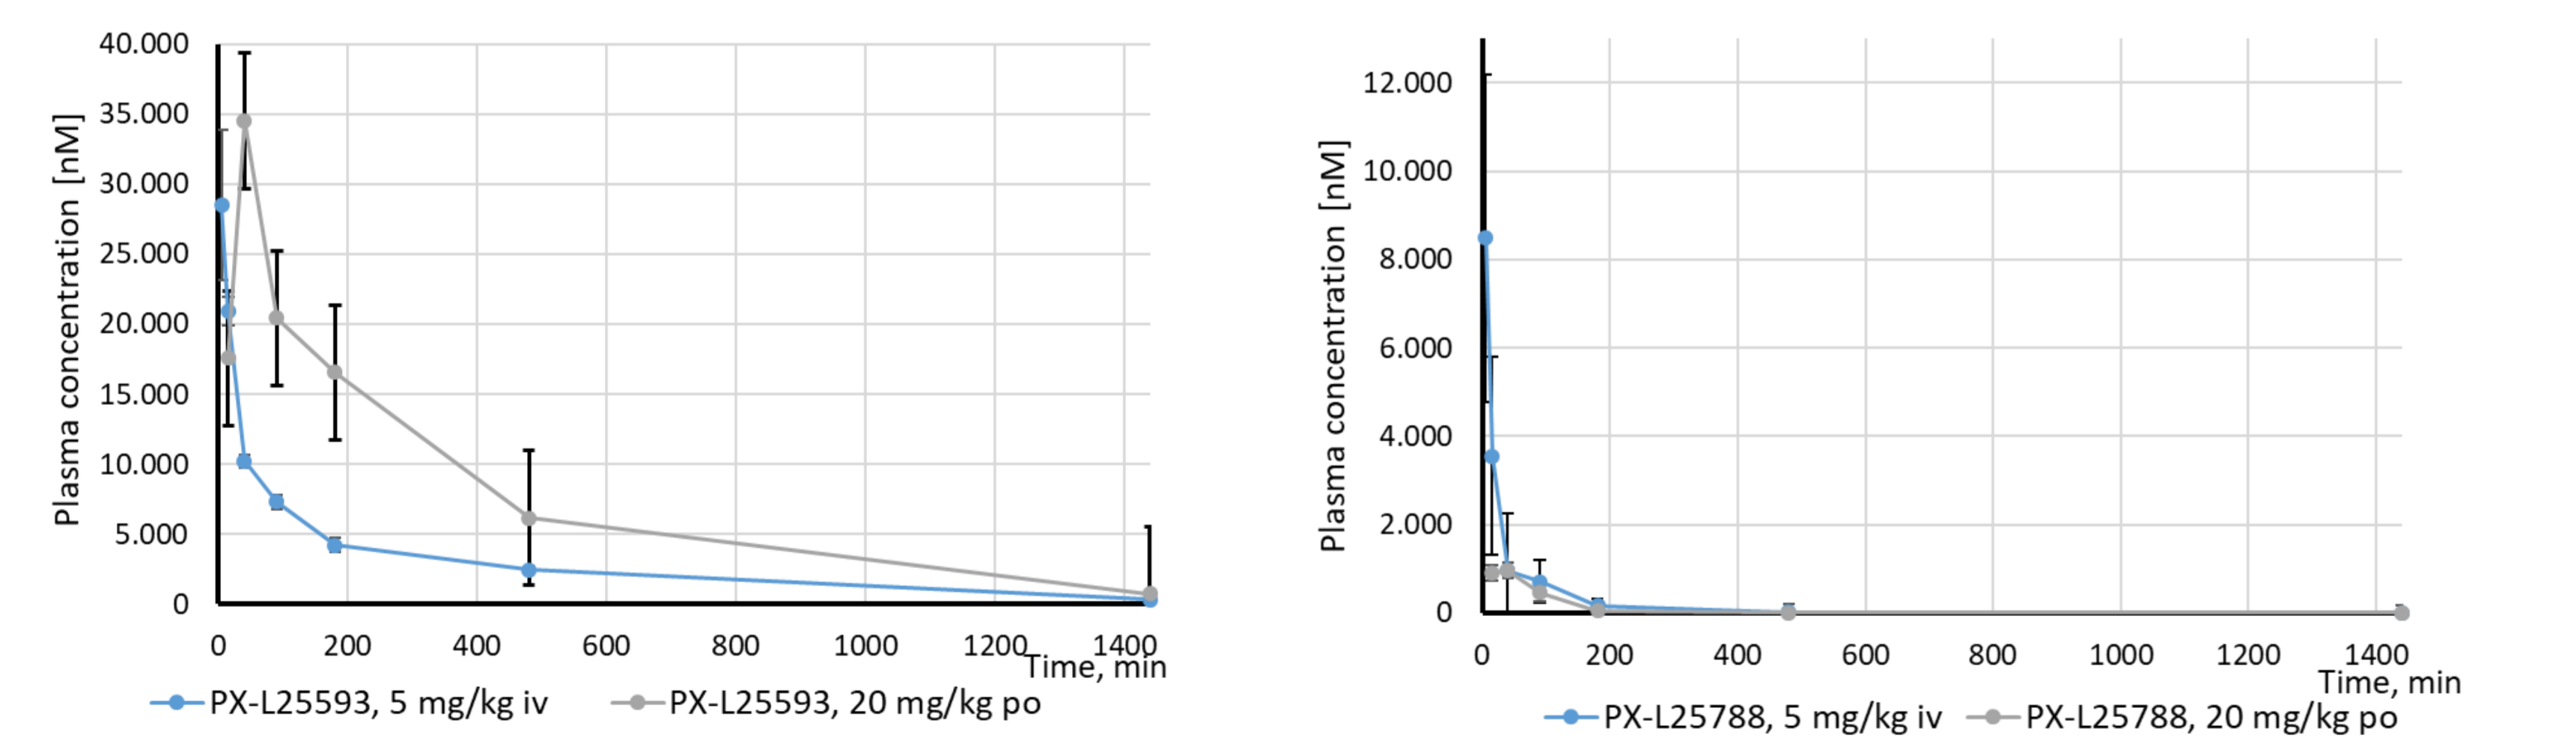 Plasma concentration [nM]
40.000
35.000
30.000
25.000
20.000
15.000
10.000
5.000
0
0 200 400 600 800 1000 1200 1400
Time, min
PX-L25593, 5 mg/kg iv PX-L25593, 20 mg/kg po
Plasma concentration [nM]
12.000
10.000
8.000
6.000
4.000
2.000
0
0 200 400 600 800 1000 1200 1400
Time, min
PX-L25788, 5 mg/kg iv PX-L25788, 20 mg/kg po